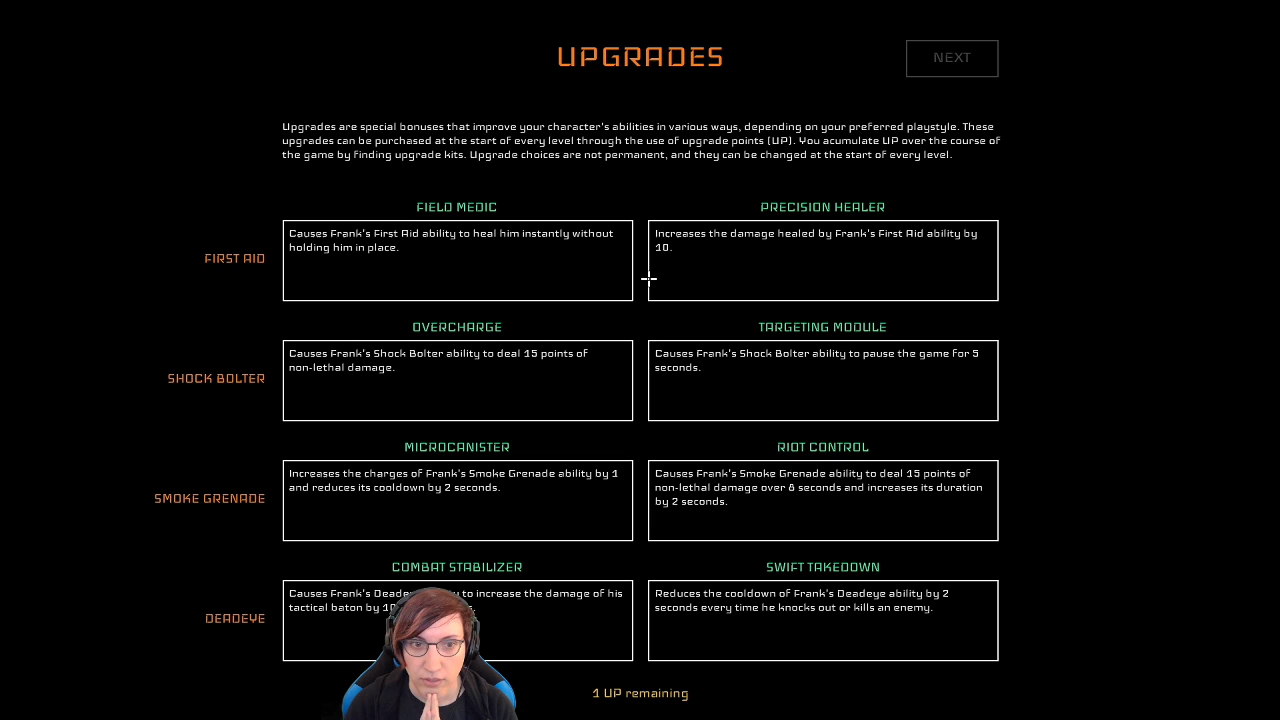 UPGRADES
NEXT
Upgrades are special bonuses that improve your character's abilities in various ways, depending on your preferred playstyle. These
upgrades can be purchased at the start of every level through the use of upgrade points (UP). You acumulate UP over the course of
the game by finding upgrade kits. Upgrade choices are not permanent, and they can be changed at the start of every level.
FIELD MEDIC
PRECISION HEALER
FIRST AID
Causes Frank's First Aid ability to heal him instantly without
holding him in place.
Increases the damage healed by Frank's First Aid ability by
10.
OVERCHARGE
TARGETING MODULE
SHOCK BOLTER
Causes Frank's Shock Bolter ability to deal 15 points of
non-lethal damage.
Causes Frank's Shock Bolter ability to pause the game for 5
seconds.
MICROCANISTER
RIOT CONTROL
SMOKE GRENADE
Increases the charges of Frank's Smoke Grenade ability by 1
and reduces its cooldown by 2 seconds.
Causes Frank's Smoke Grenade ability to deal 15 points of
non-lethal damage over 8 seconds and increases its duration
by 2 seconds.
COMBAT STABILIZER
SWIFT TAKEDOWN
DEADEYE
Causes Frank's to increase the damage of his
tactical baton by
Reduces the cooldown of Frank's Deadeye ability by 2
seconds every time he knocks out or kills an enemy.
1 UP remaining